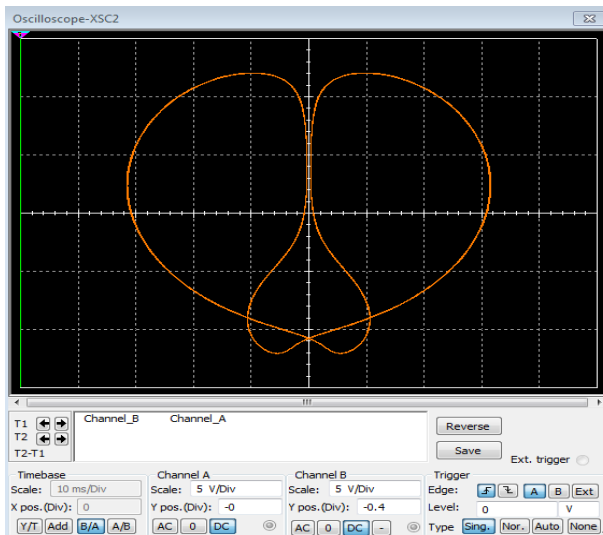 Oscilloscope-XSC2
T1
T2
T2-T1
Channel_B Channel_A
Reverse
Save
Ext. trigger
Timebase
Scale: 10 ms/Div
X pos.(Div): 0
Y/T Add B/A A/B
Channel A
Scale: 5 V/Div
Y pos.(Div): -0
AC 0 DC
Channel B
Scale: 5 V/Div
Y pos.(Div): -0.4
AC 0 DC -
Trigger
Edge: A B Ext
Level: 0 V
Type Sing. Nor. Auto None